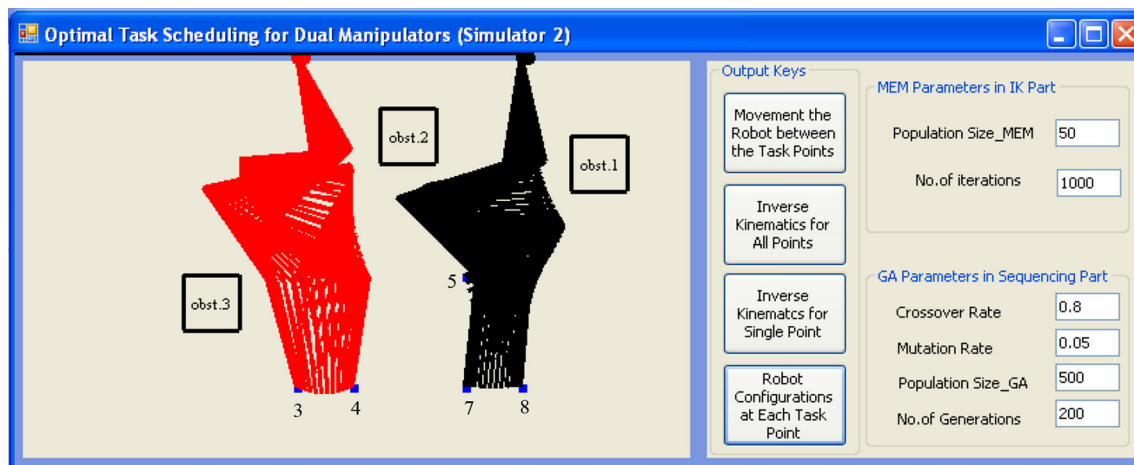 Optimal Task Scheduling for Dual Manipulators (Simulator 2)
obst.2
obst.1
5
obst.3
3
4
7
8
Output Keys
Movement the
Robot between
the Task Points
Inverse
Kinematics for
All Points
Inverse
Kinematcs for
Single Point
Robot
Configurations
at Each Task
Point
MEM Parameters in IK Part
Population Size_MEM 50
No.of iterations 1000
GA Parameters in Sequencing Part
Crossover Rate 0.8
Mutation Rate 0.05
Population Size_GA 500
No.of Generations 200